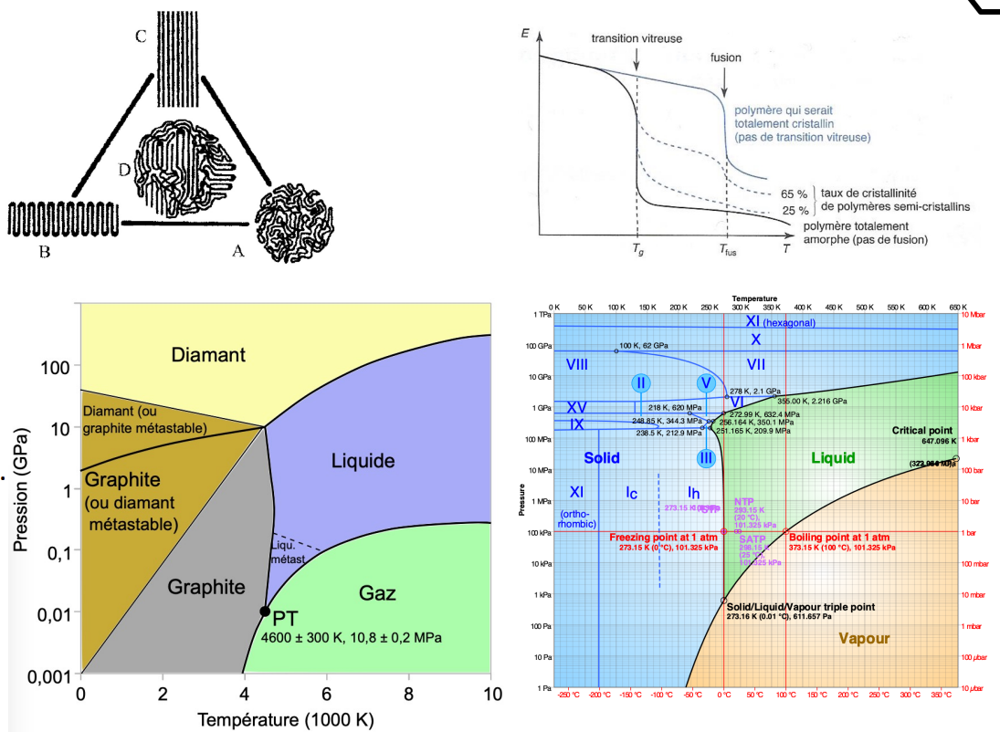 C
D
B
A
E
transition vitreuse
fusion
polymère qui serait
totalement cristallin
(pas de transition vitreuse)
65 %
25 %
taux de cristallinité
de polymères semi-cristallins
polymère totalement
amorphe (pas de fusion)
Tg
Tfus
T
Pression (GPa)
100
10
1
0,1
0,01
0,001
Diamant
Diamant (ou
graphite métastable)
Graphite
(ou diamant
métastable)
Graphite
Liquide
Liqu.
métast.
Gaz
PT
4600 ± 300 K, 10,8 ± 0,2 MPa
0 2 4 6 8 10
Température (1000 K)
Temperature
0 K 50 K 100 K 150 K 200 K 250 K 300 K 350 K 400 K 450 K 500 K 550 K 600 K 650 K
Pressure
1 TPa
100 GPa
10 GPa
1 GPa
100 MPa
10 MPa
1 MPa
100 kPa
10 kPa
1 kPa
100 Pa
10 Pa
1 Pa
10 Mbar
1 Mbar
100 kbar
10 kbar
1 kbar
100 bar
10 bar
1 bar
100 mbar
10 mbar
1 mbar
100 µbar
10 µbar
XI (hexagonal)
X
100 K, 62 GPa
VIII
VII
II
V
278 K, 2.1 GPa
VI
355.00 K, 2.216 GPa
XV
218 K, 620 MPa
272.99 K, 632.4 MPa
IX
248.85 K, 344.3 MPa
256.164 K, 350.1 MPa
238.5 K, 212.9 MPa
251.165 K, 209.9 MPa
Critical point
647.096 K
Solid
Liquid
III
XI
(ortho-
rhombic)
Ic
Ih
273.15 K
NTP
293.15 K
(20 °C),
101.325 kPa
Freezing point at 1 atm
273.15 K (0 °C), 101.325 kPa
Boiling point at 1 atm
373.15 K (100 °C), 101.325 kPa
SATP
298.15 K
(25 °C),
101.325 kPa
Solid/Liquid/Vapour triple point
273.16 K (0.01 °C), 611.657 Pa
Vapour
-250 °C -200 °C -150 °C -100 °C -50 °C 0 °C 50 °C 100 °C 150 °C 200 °C 250 °C 300 °C 350 °C